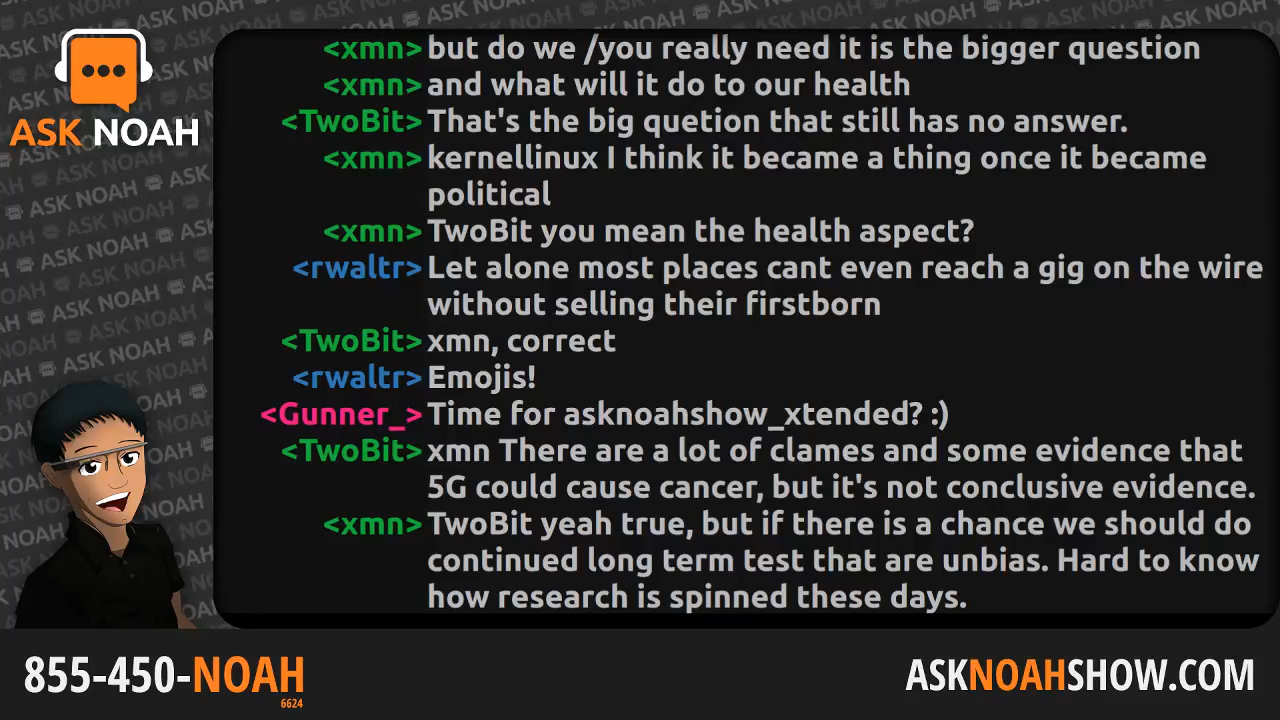 <xmn> but do we /you really need it is the bigger question
<xmn> and what will it do to our health
<TwoBit> That's the big quetion that still has no answer.
<xmn> kernellinux I think it became a thing once it became
political
<xmn> TwoBit you mean the health aspect?
<rwaltr> Let alone most places cant even reach a gig on the wire
without selling their firstborn
<TwoBit> xmn, correct
<rwaltr> Emojis!
<Gunner_> Time for asknoahshow_xtended? :)
<TwoBit> xmn There are a lot of clames and some evidence that
5G could cause cancer, but it's not conclusive evidence.
<xmn> TwoBit yeah true, but if there is a chance we should do
continued long term test that are unbias. Hard to know
how research is spinned these days.
ASK NOAH
855-450-NOAH
6624
ASKNOAHSHOW.COM